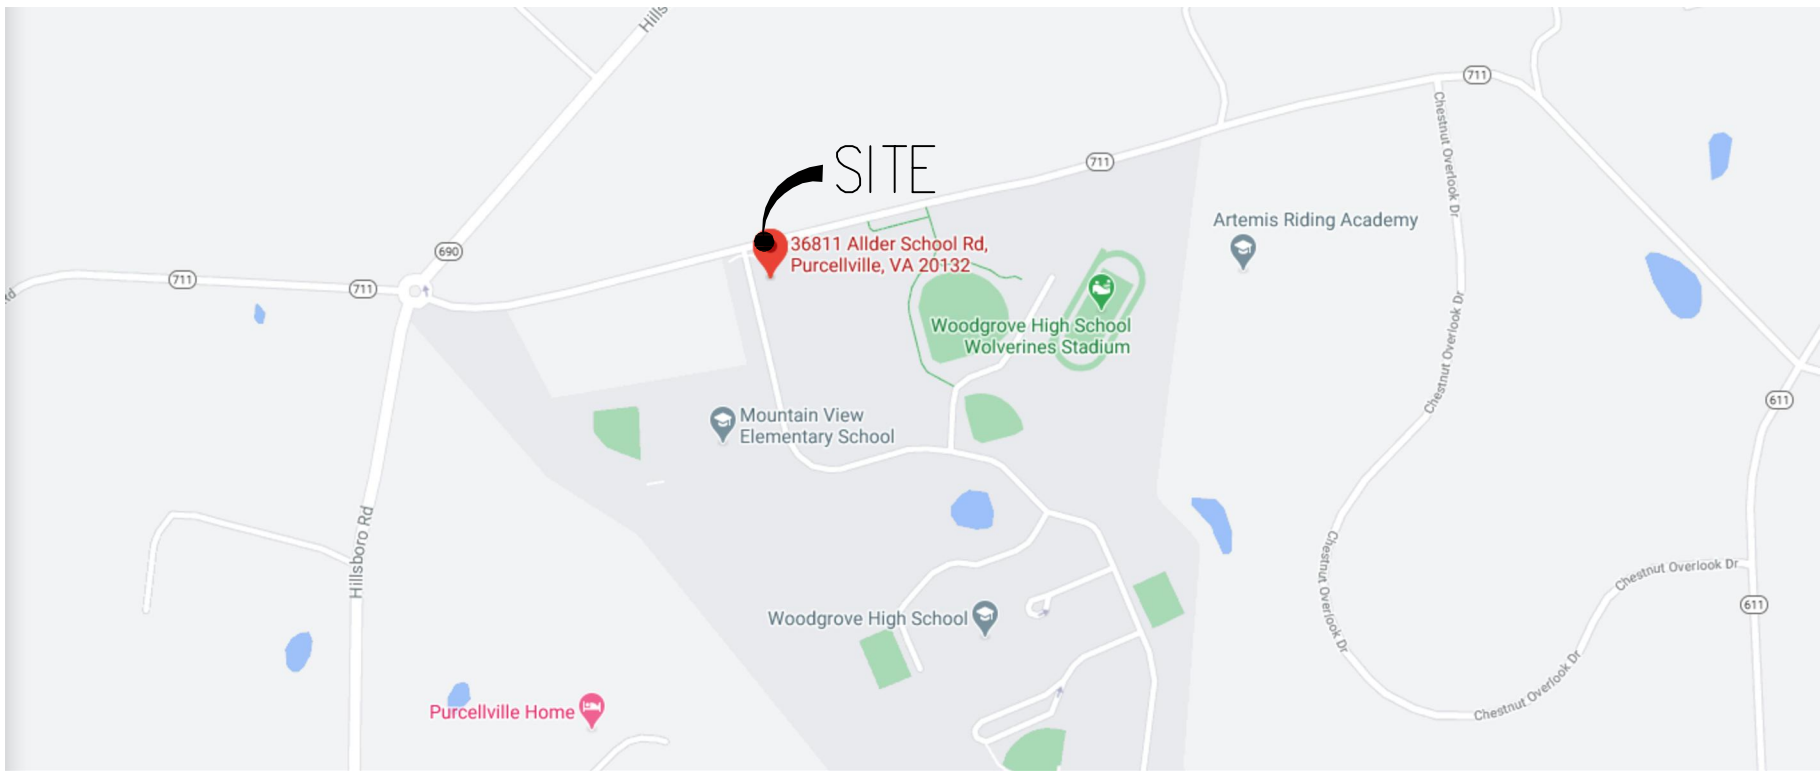 Hills
711
711
SITE
Artemis Riding Academy
690
36811 Allder School Rd,
Purcellville, VA 20132
711
711
Rd
Chestnut Overlook Dr
Woodgrove High School
Wolverines Stadium
Chestnut Overlook Dr
611
Mountain View
Elementary School
Hillsboro Rd
Chestnut Overlook Dr
Chestnut Overlook Dr
611
Woodgrove High School
Chestnut Overlook Dr
Purcellville Home